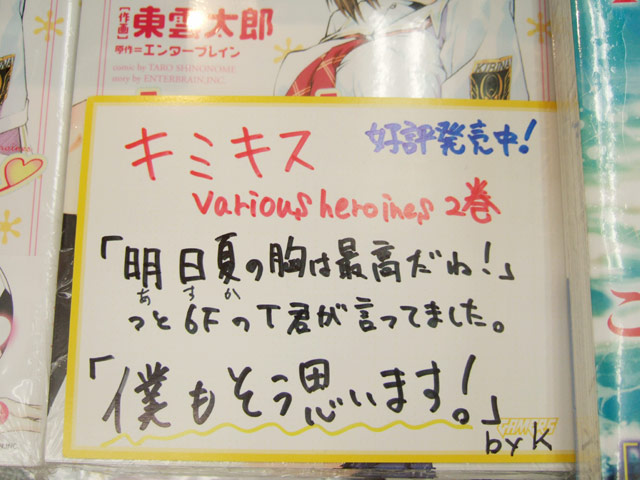 [作画]東雲太郎
原作=エンターブレイン
comic by TARO SHINONOME
story by ENTERBRAIN,INC.
好評発売中!
キミキス
various heroines 2巻
「明日夏の胸は最高だね!」
あすか
っと6FのT君が言ってました。
「僕もそう思います!」
GAMERS
by K